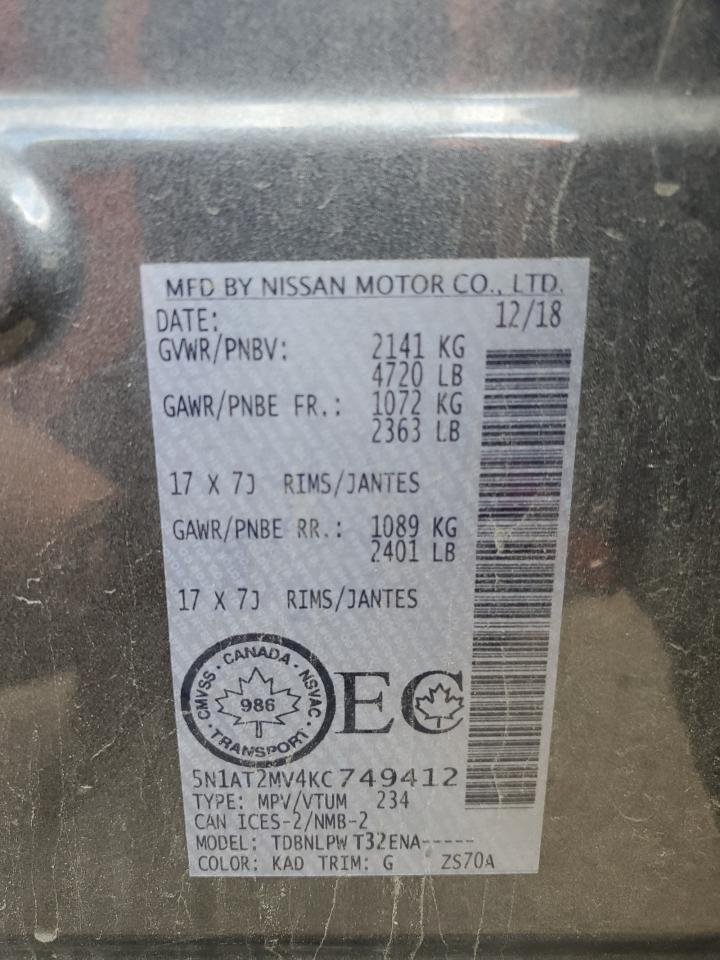 MFD BY NISSAN MOTOR CO., LTD.
DATE: 12/18
GVWR/PNBV: 2141 KG
4720 LB
GAWR/PNBE FR.: 1072 KG
2363 LB
17 X 7J RIMS/JANTES
GAWR/PNBE RR.: 1089 KG
2401 LB
17 X 7J RIMS/JANTES
CMVSS · CANADA · NSVAC · TRANSPORT ·
986
EC
5N1AT2MV4KC749412
TYPE: MPV/VTUM 234
CAN ICES-2/NMB-2
MODEL: TDBNLPW T32ENA-----
COLOR: KAD TRIM: G ZS70A